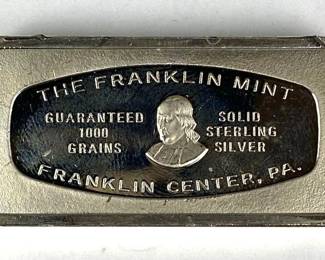 THE FRANKLIN MINT
GUARANTEED
1000
GRAINS
SOLID
STERLING
SILVER
FRANKLIN CENTER, PA.